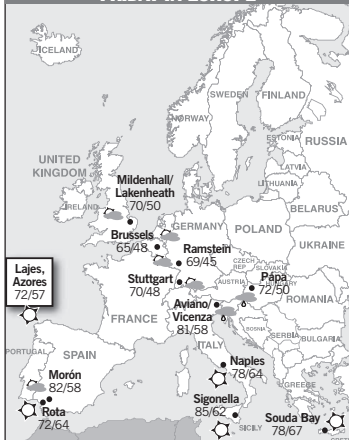 ICELAND
SWEDEN
FINLAND
NORWAY
ESTONIA
RUSSIA
LATVIA
LITHUANIA
UNITED
KINGDOM
IRELAND
Mildenhall/
Lakenheath
70/50
BELARUS
POLAND
GERMANY
Brussels
65/48
Ramstein
69/45
UKRAINE
CZECH
REP
SLOVAKIA
Lajes,
Azores
72/57
Stuttgart
70/48
AUSTRIA
HUNGARY
Pápa
72/50
Aviano/
Vicenza
81/58
ROMANIA
FRANCE
BOSNIA
SERBIA
BULGARIA
ITALY
PORTUGAL
SPAIN
Morón
82/58
Naples
78/64
GREECE
Rota
72/64
Sigonella
85/62
SICILY
Souda Bay
78/67